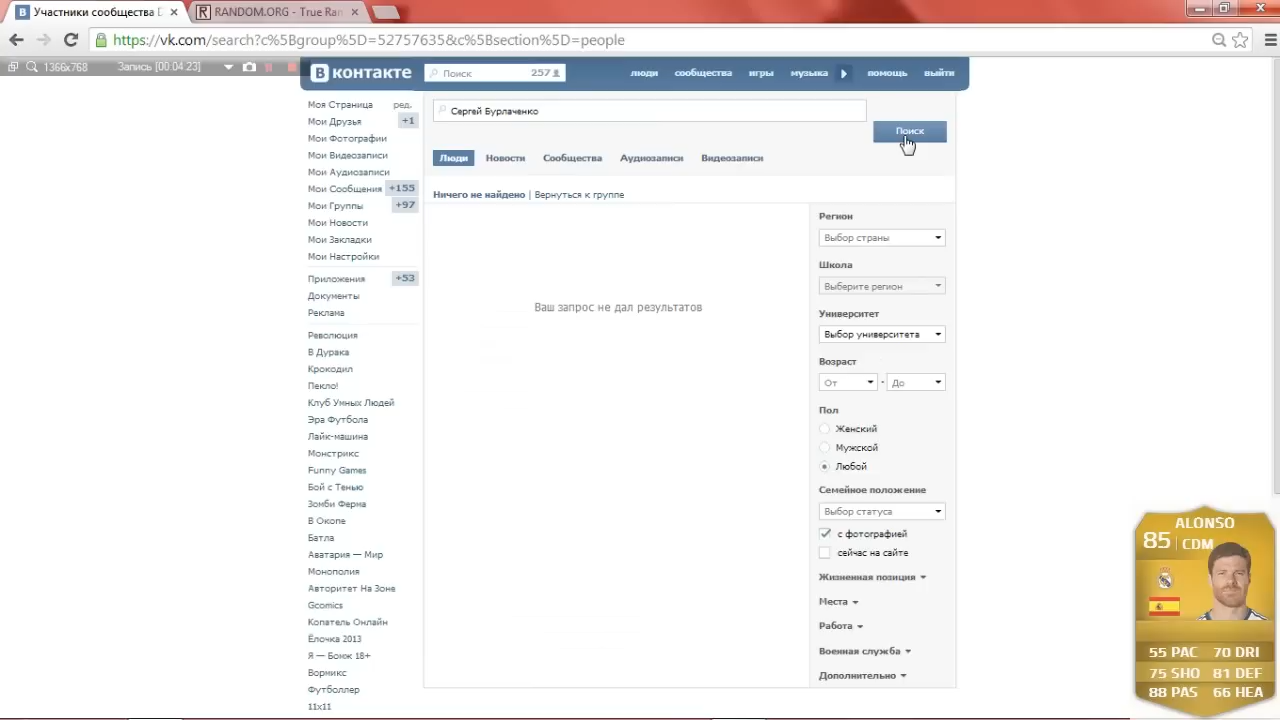 Участники сообщества D
RANDOM.ORG - True Ran
https://vk.com/search?c%5Bgroup%5D=52757635&c%5Bsection%5D=people
1366x768
Запись [00:04:23]
В контакте
Поиск
257
люди
сообщества
игры
музыка
помощь
выйти
Моя Страница
ред.
Мои Друзья
+1
Мои Фотографии
Мои Видеозаписи
Мои Аудиозаписи
Мои Сообщения
+155
Мои Группы
+97
Мои Новости
Мои Закладки
Мои Настройки
Приложения
+53
Документы
Реклама
Революция
В Дурака
Крокодил
Пекло!
Клуб Умных Людей
Эра Футбола
Лайк-машина
Монстрикс
Funny Games
Бой с Тенью
Зомби Ферма
В Окопе
Батла
Аватария — Мир
Монополия
Авторитет На Зоне
Gcomics
Копатель Онлайн
Ёлочка 2013
Я — Бомж 18+
Вормикс
Футболлер
11x11
Сергей Бурлаченко
Поиск
Люди
Новости
Сообщества
Аудиозаписи
Видеозаписи
Ничего не найдено | Вернуться к группе
Ваш запрос не дал результатов
Регион
Выбор страны
Школа
Выберите регион
Университет
Выбор университета
Возраст
От
-
До
Пол
Женский
Мужской
Любой
Семейное положение
Выбор статуса
с фотографией
сейчас на сайте
Жизненная позиция
Места
Работа
Военная служба
Дополнительно
ALONSO
85
CDM
55 PAC 70 DRI
75 SHO 81 DEF
88 PAS 66 HEA